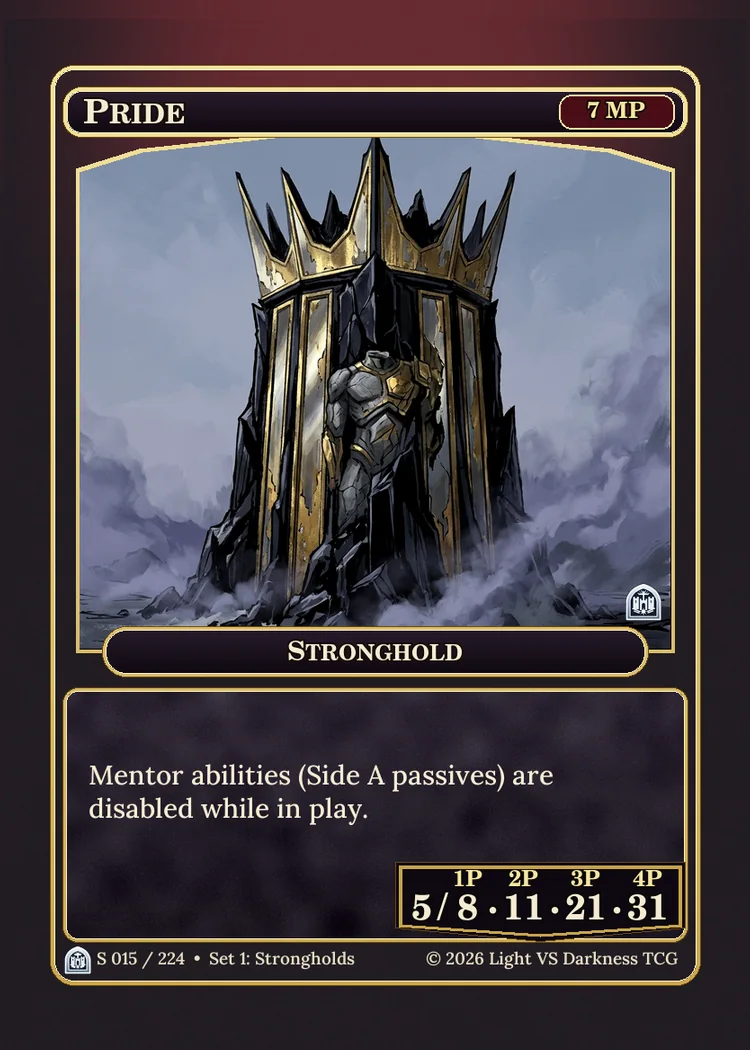 PRIDE
7 MP
STRONGHOLD
Mentor abilities (Side A passives) are
disabled while in play.
1P 2P 3P 4P
5 / 8 · 11 · 21 · 31
S 015 / 224 • Set 1: Strongholds
© 2026 Light VS Darkness TCG